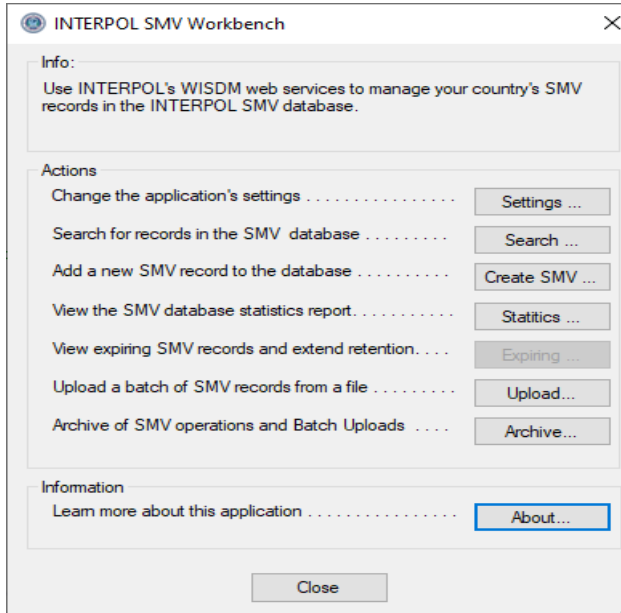 INTERPOL SMV Workbench
Info:
Use INTERPOL's WISDM web services to manage your country's SMV
records in the INTERPOL SMV database.
Actions
Change the application's settings . . . . . . . . . . . . . . . . Settings ...
Search for records in the SMV database . . . . . . . . . Search ...
Add a new SMV record to the database . . . . . . . . . . Create SMV ...
View the SMV database statistics report. . . . . . . . . . . Statitics ...
View expiring SMV records and extend retention. . . . Expiring ...
Upload a batch of SMV records from a file . . . . . . . . . Upload...
Archive of SMV operations and Batch Uploads . . . . Archive...
Information
Learn more about this application . . . . . . . . . . . . . . . . About...
Close